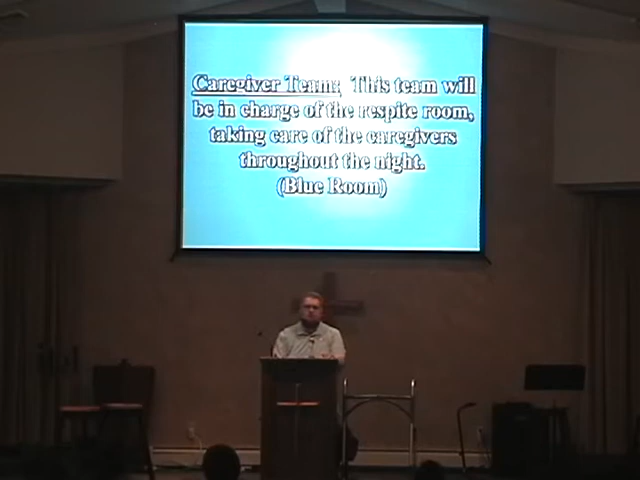 Caregiver Team:  This team will
be in charge of the respite room,
taking care of the caregivers
throughout the night.
(Blue Room)